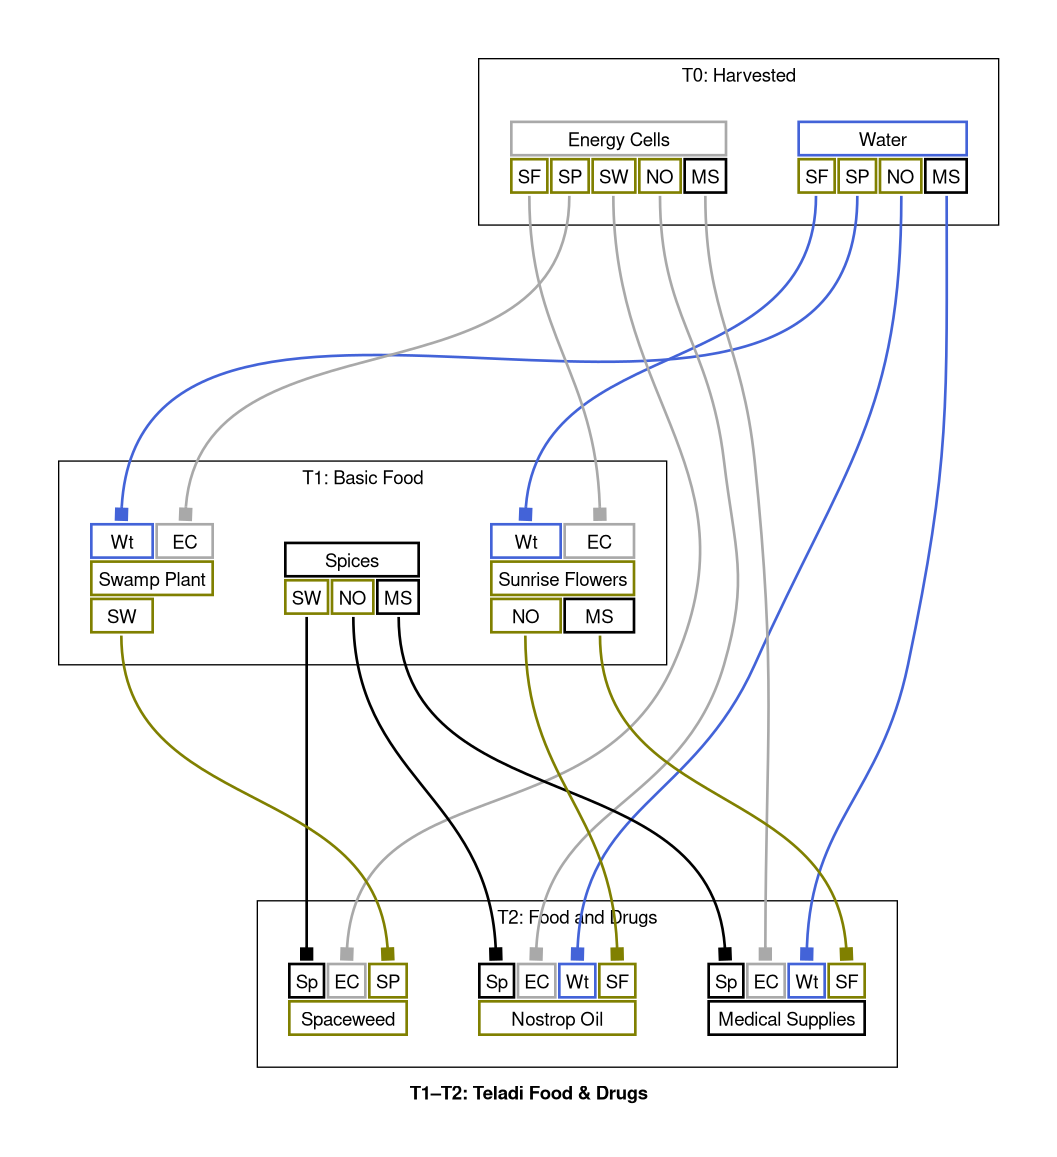 T0: Harvested
Energy Cells
Water
SF SP SW NO MS
SF SP NO MS
T1: Basic Food
Wt EC
Swamp Plant
SW
Spices
SW NO MS
Wt EC
Sunrise Flowers
NO MS
T2: Food and Drugs
Sp EC SP
Spaceweed
Sp EC Wt SF
Nostrop Oil
Sp EC Wt SF
Medical Supplies
T1–T2: Teladi Food & Drugs